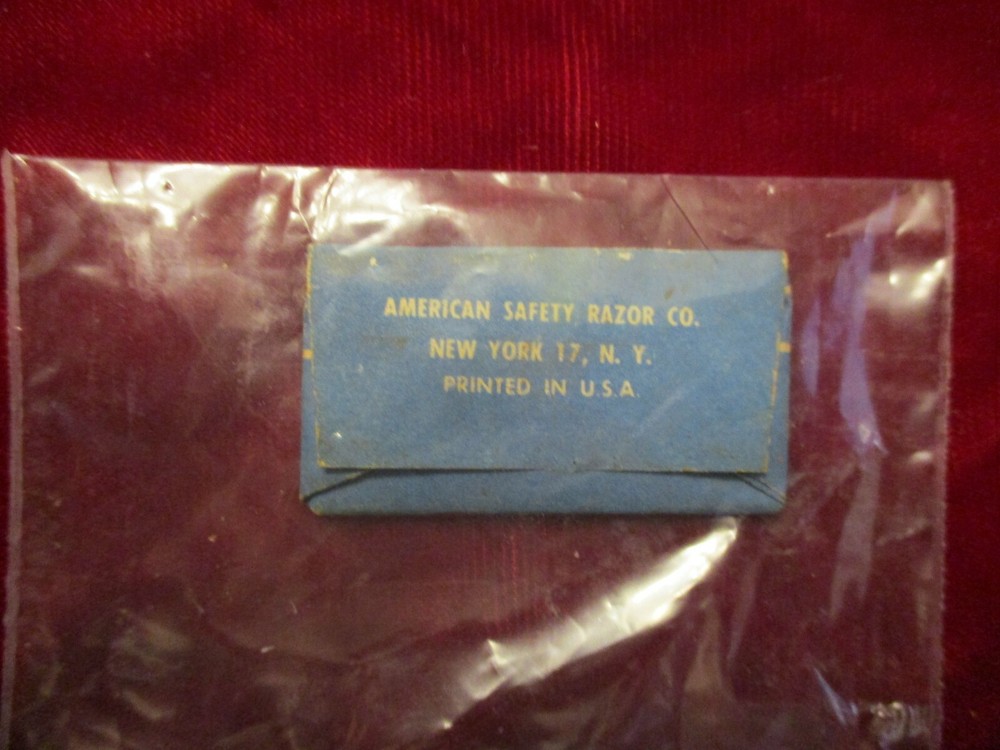 AMERICAN SAFETY RAZOR CO.
NEW YORK 17, N. Y.
PRINTED IN U.S.A.